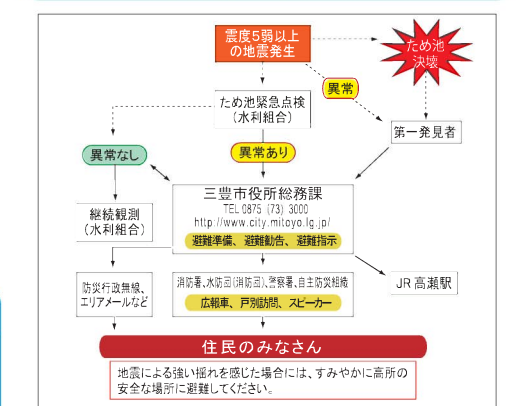 震度5弱以上
の地震発生
ため池
決壊
異常
ため池緊急点検
(水利組合)
第一発見者
異常なし
異常あり
三豊市役所総務課
TEL 0875 (73) 3000
http://www.city.mitoyo.lg.jp/
避難準備、避難勧告、避難指示
継続観測
(水利組合)
防災行政無線、
エリアメールなど
消防署、水防団(消防団)、警察署、自主防災組織
広報車、戸別訪問、スピーカー
JR高瀬駅
住民のみなさん
地震による強い揺れを感じた場合には、すみやかに高所の
安全な場所に避難してください。